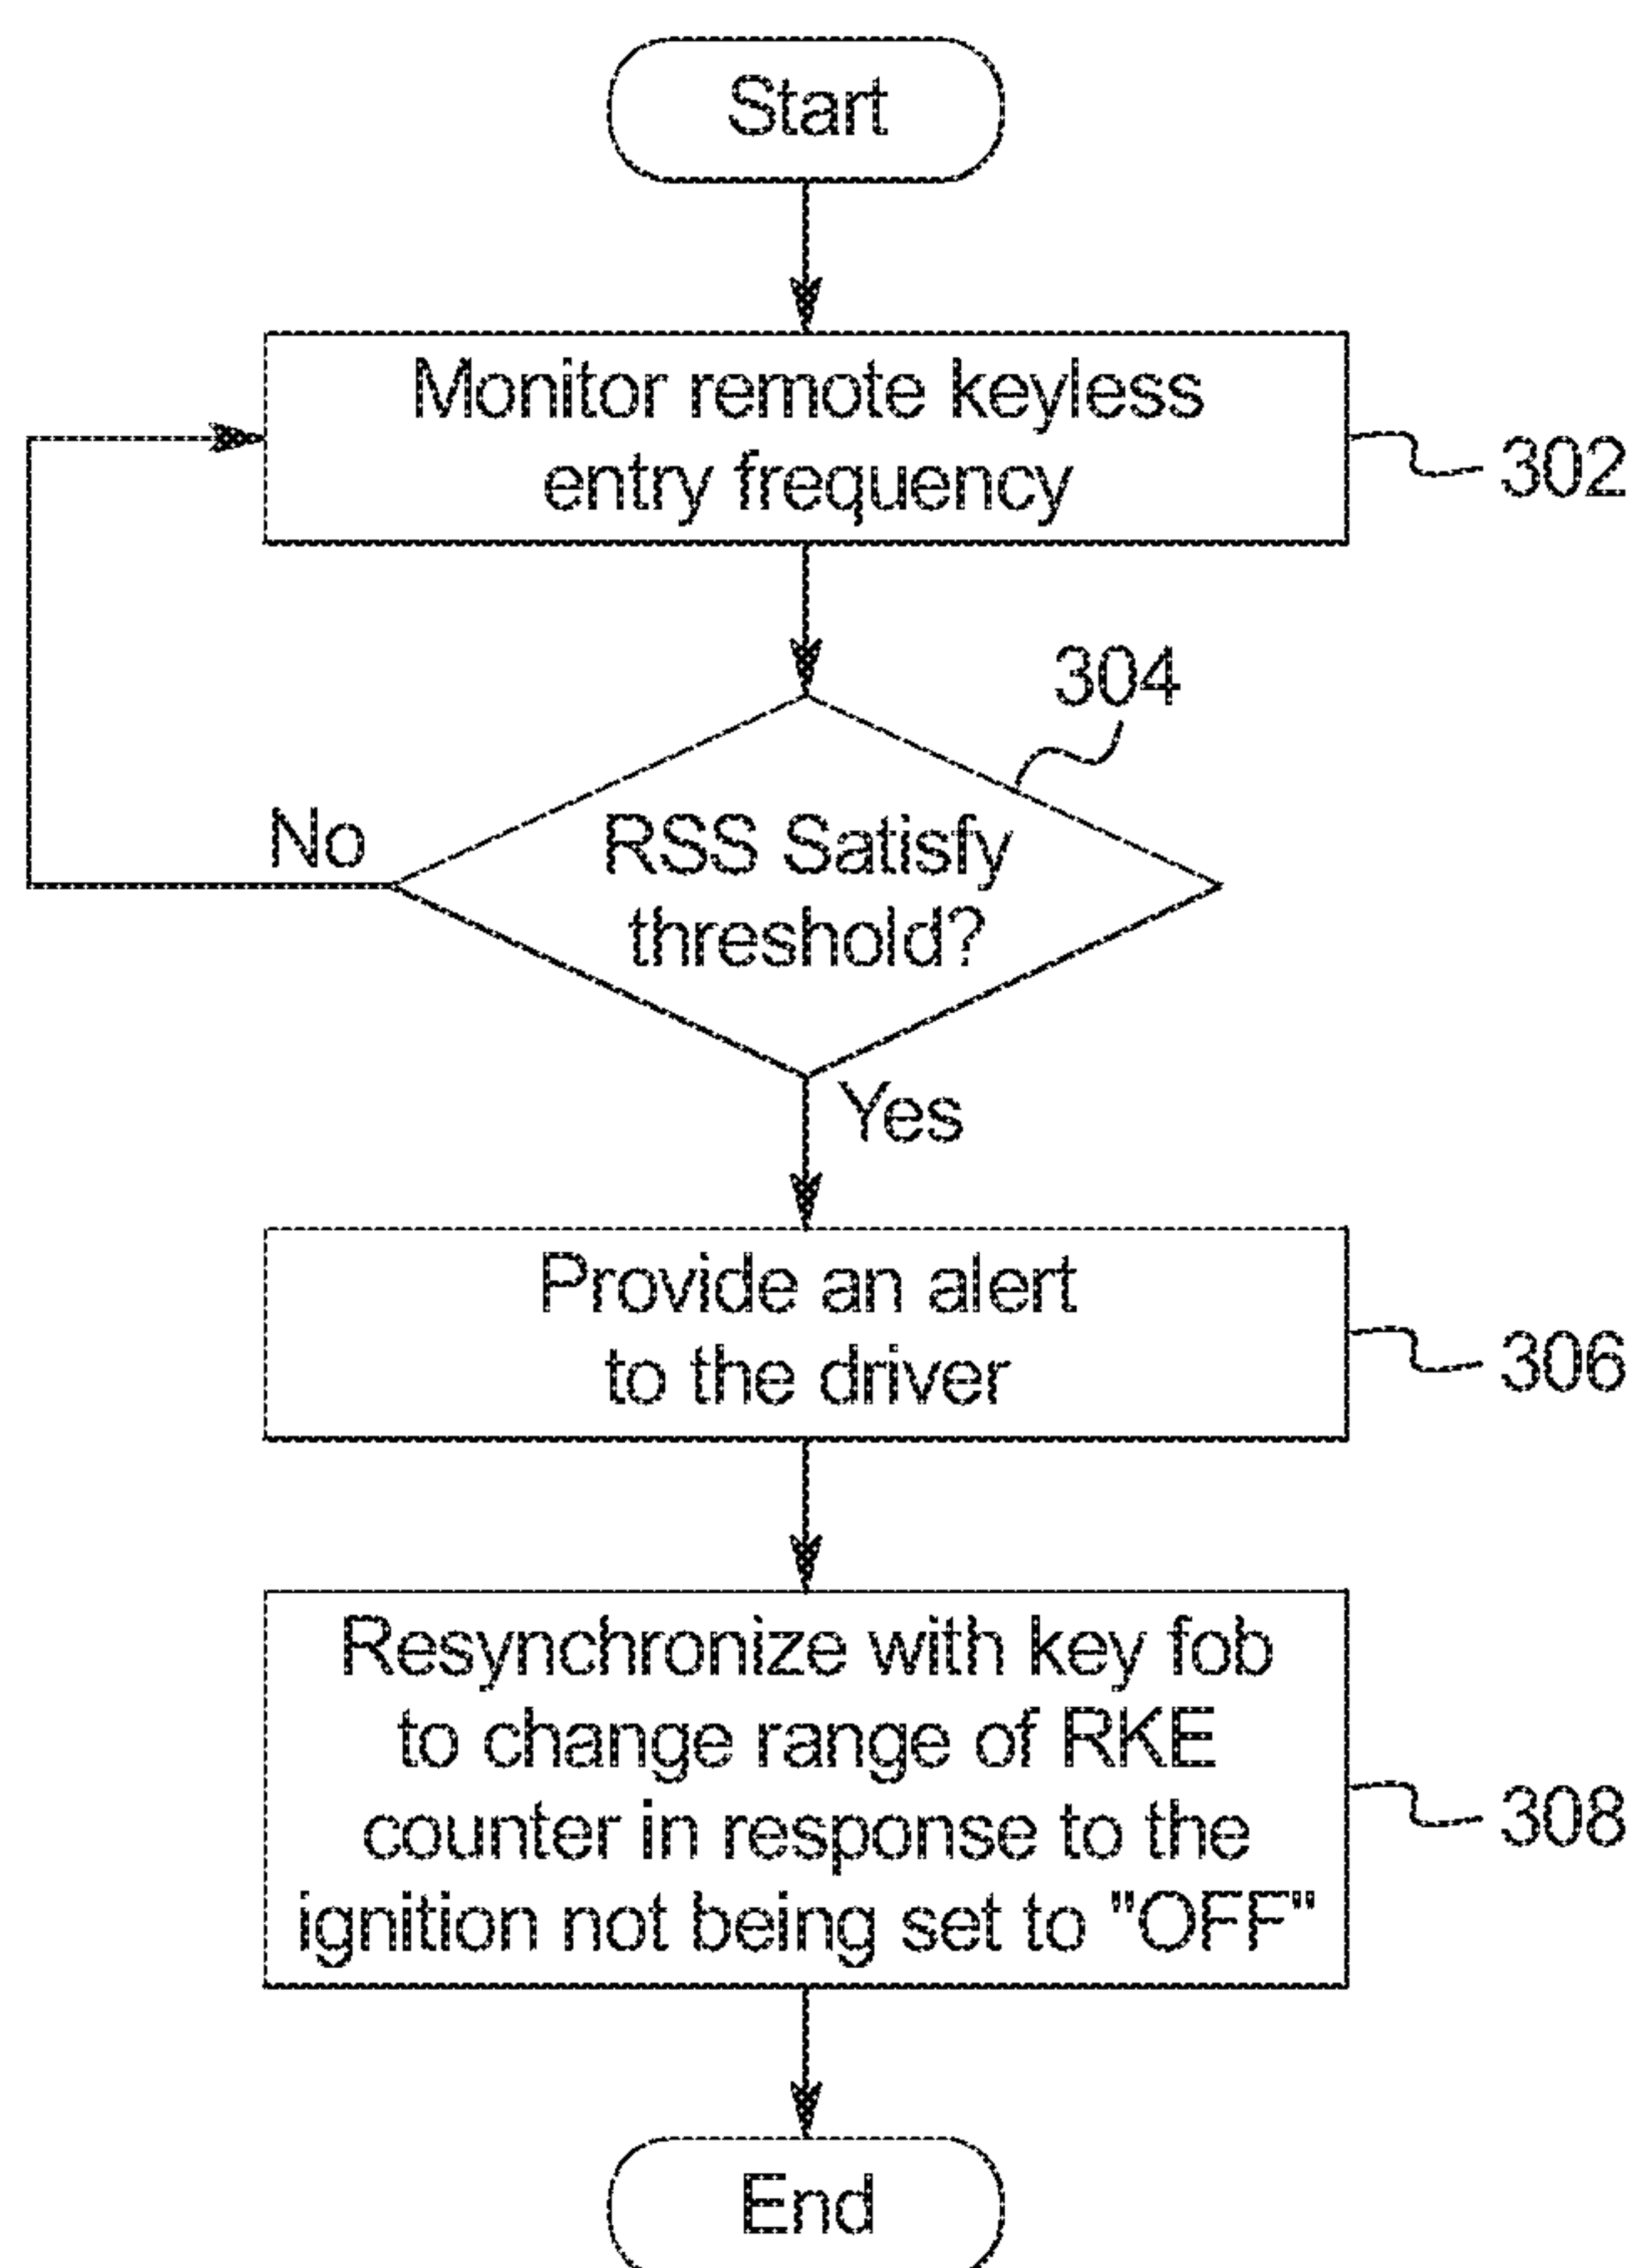 Start
Monitor remote keyless
entry frequency
302
304
No
RSS Satisfy
threshold?
Yes
Provide an alert
to the driver
306
Resynchronize with key fob
to change range of RKE
counter in response to the
ignition not being set to "OFF"
308
End